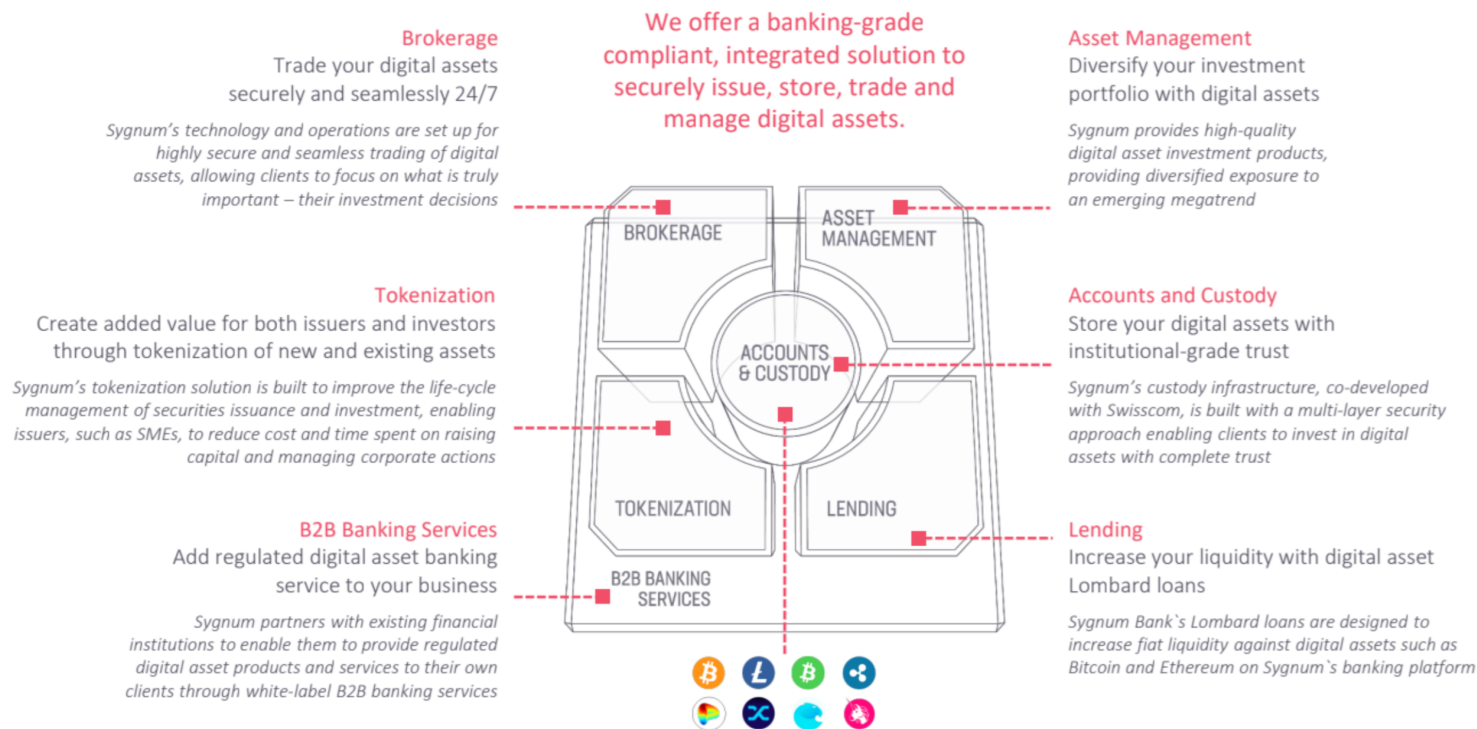 We offer a banking-grade
compliant, integrated solution to
securely issue, store, trade and
manage digital assets.
Brokerage
Trade your digital assets
securely and seamlessly 24/7
Sygnum's technology and operations are set up for
highly secure and seamless trading of digital
assets, allowing clients to focus on what is truly
important – their investment decisions
Tokenization
Create added value for both issuers and investors
through tokenization of new and existing assets
Sygnum's tokenization solution is built to improve the life-cycle
management of securities issuance and investment, enabling
issuers, such as SMEs, to reduce cost and time spent on raising
capital and managing corporate actions
B2B Banking Services
Add regulated digital asset banking
service to your business
Sygnum partners with existing financial
institutions to enable them to provide regulated
digital asset products and services to their own
clients through white-label B2B banking services
BROKERAGE
ASSET
MANAGEMENT
ACCOUNTS
& CUSTODY
TOKENIZATION
LENDING
B2B BANKING
SERVICES
Asset Management
Diversify your investment
portfolio with digital assets
Sygnum provides high-quality
digital asset investment products,
providing diversified exposure to
an emerging megatrend
Accounts and Custody
Store your digital assets with
institutional-grade trust
Sygnum's custody infrastructure, co-developed
with Swisscom, is built with a multi-layer security
approach enabling clients to invest in digital
assets with complete trust
Lending
Increase your liquidity with digital asset
Lombard loans
Sygnum Bank`s Lombard loans are designed to
increase fiat liquidity against digital assets such as
Bitcoin and Ethereum on Sygnum`s banking platform